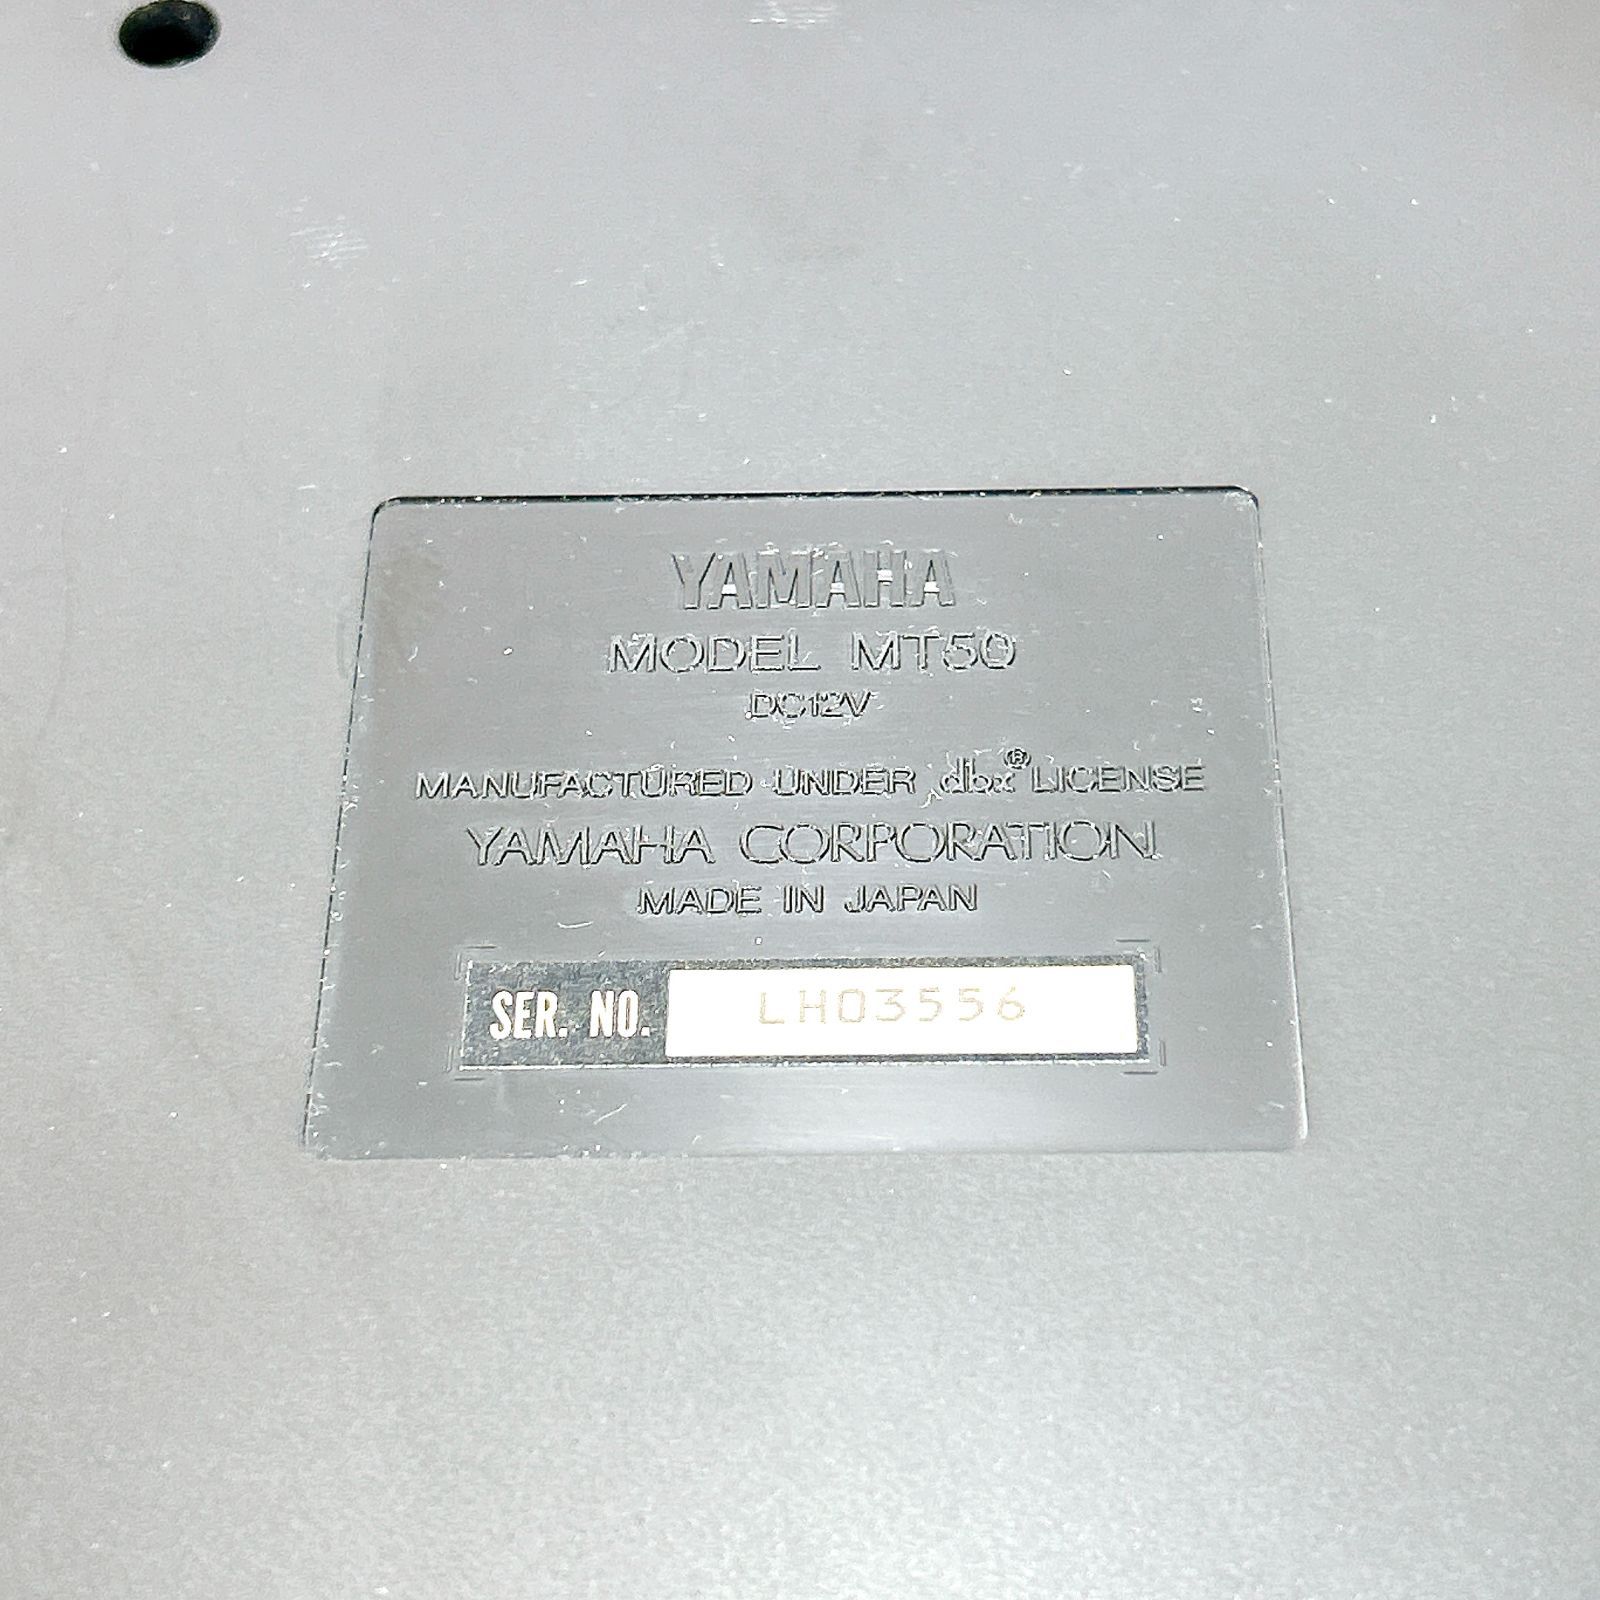 YAMAHA
MODEL MT50
DC12V
MANUFACTURED UNDER dbx® LICENSE
YAMAHA CORPORATION
MADE IN JAPAN
SER. NO. LH03556